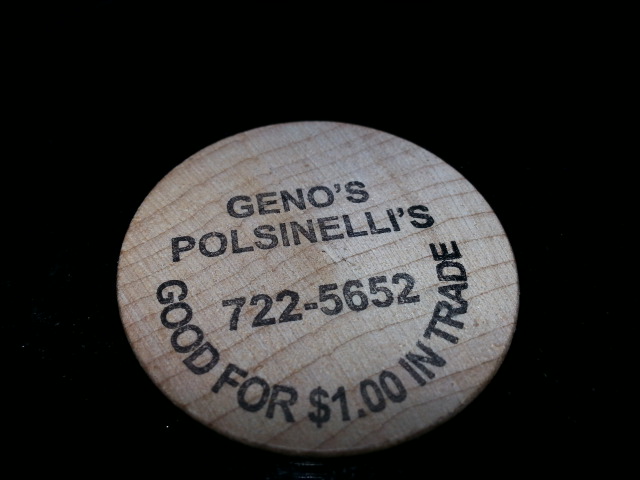 GENO'S
POLSINELLI'S
722-5652
GOOD FOR $1.00 IN TRADE